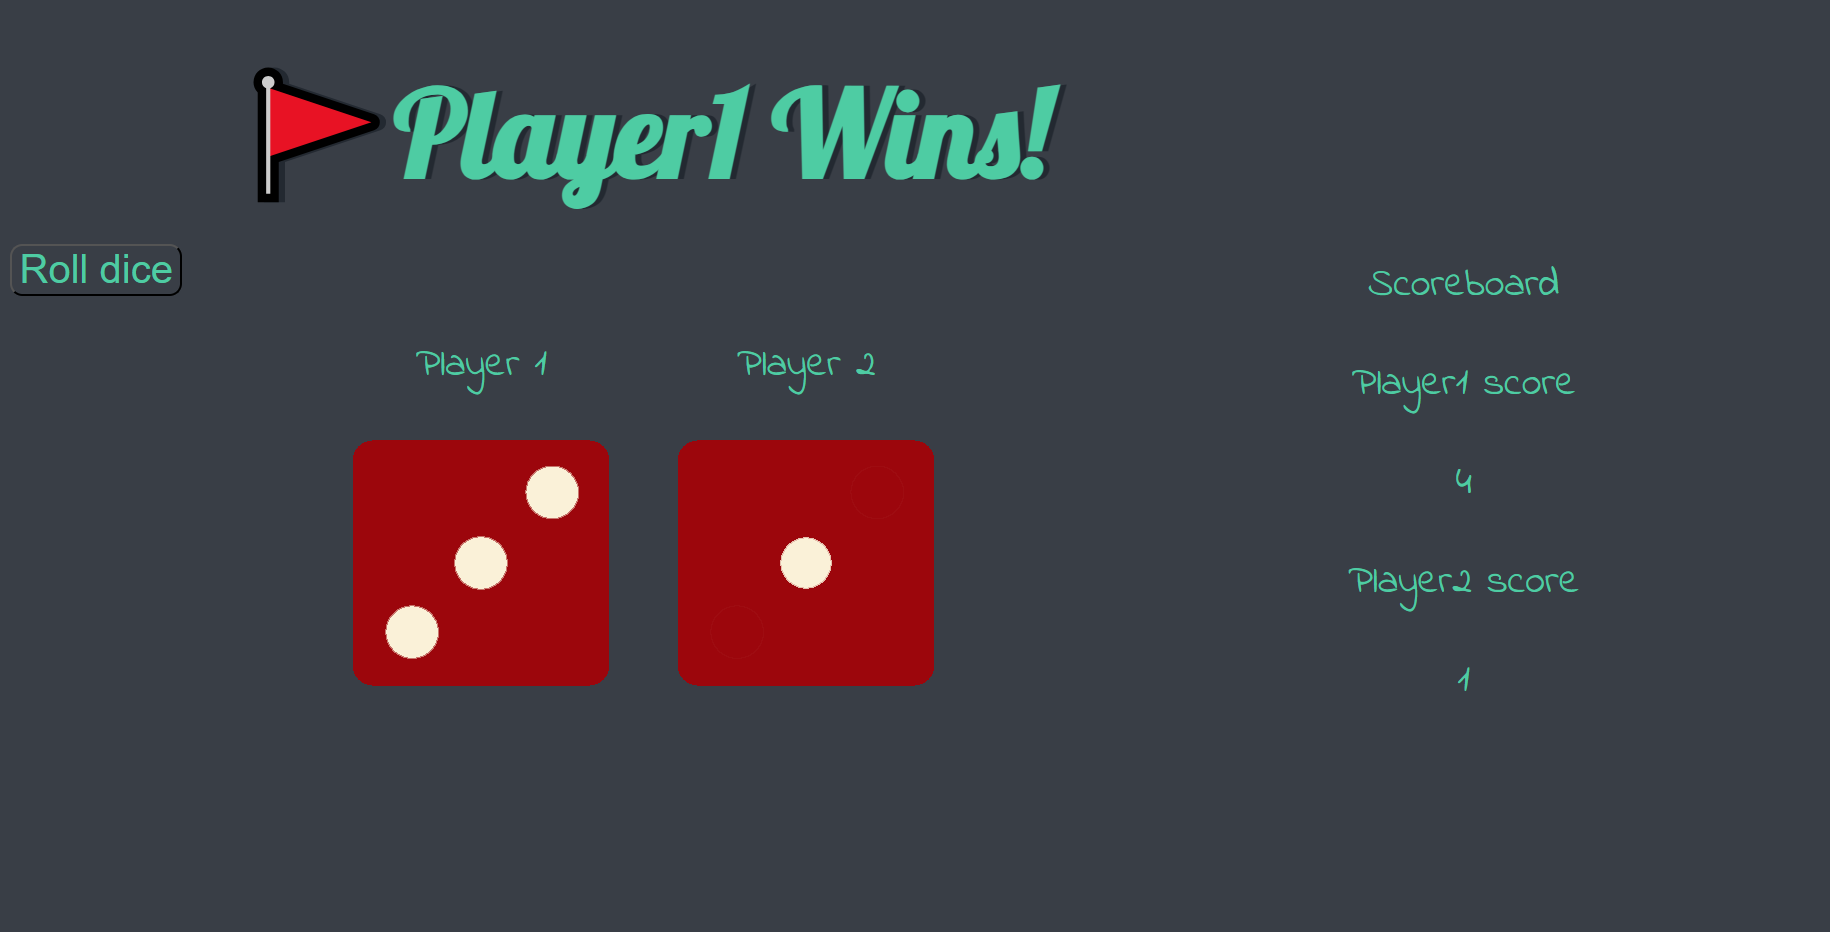 Player1 Wins!
Roll dice
Player 1
Player 2
Scoreboard
Player1 score
4
Player2 score
1